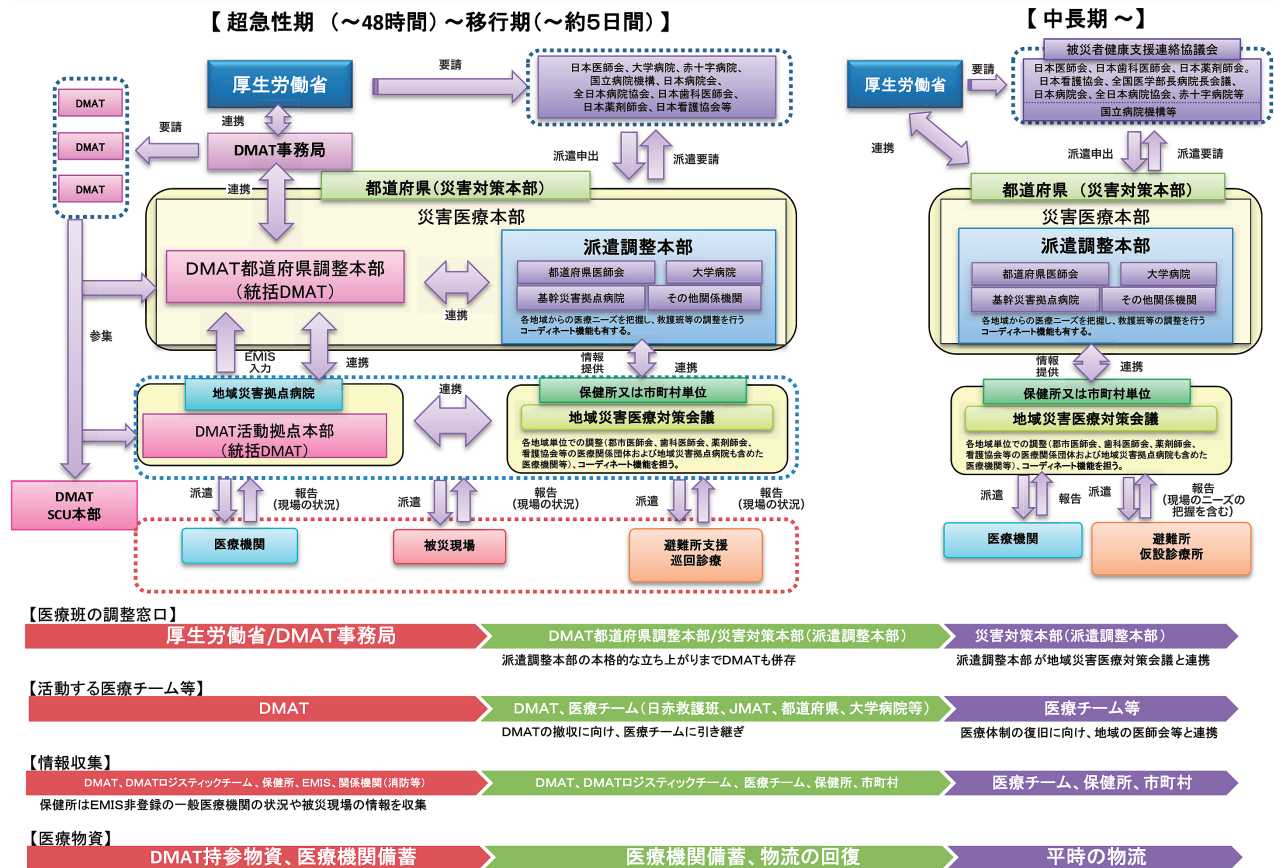 【 超急性期 （～48時間）～移行期（～約５日間）】
厚生労働省
要請
日本医師会、大学病院、赤十字病院、
国立病院機構、日本病院会、
全日本病院協会、日本歯科医師会、
日本薬剤師会、日本看護協会等
DMAT
DMAT
DMAT
要請
連携
DMAT事務局
派遣申出
派遣要請
連携
都道府県（災害対策本部）
災害医療本部
DMAT都道府県調整本部
（統括DMAT）
連携
派遣調整本部
都道府県医師会
大学病院
基幹災害拠点病院
その他関係機関
各地域からの医療ニーズを把握し、救護班等の調整を行う
コーディネート機能も有する。
参集
EMIS
入力
連携
情報
提供
連携
地域災害拠点病院
DMAT活動拠点本部
（統括DMAT）
連携
保健所又は市町村単位
地域災害医療対策会議
各地域単位での調整（郡市医師会、歯科医師会、薬剤師会、
看護協会等の医療関係団体および地域災害拠点病院も含めた
医療機関等）、コーディネート機能を担う。
DMAT
SCU本部
派遣
報告
（現場の状況）
派遣
報告
（現場の状況）
派遣
報告
（現場の状況）
医療機関
被災現場
避難所支援
巡回診療
【 中長期 ～】
厚生労働省
要請
被災者健康支援連絡協議会
日本医師会、日本歯科医師会、日本薬剤師会。
日本看護協会、全国医学部長病院長会議、
日本病院会、全日本病院協会、赤十字病院等
国立病院機構等
連携
派遣申出
派遣要請
都道府県 （災害対策本部）
災害医療本部
派遣調整本部
都道府県医師会
大学病院
基幹災害拠点病院
その他関係機関
各地域からの医療ニーズを把握し、救護班等の調整を行う
コーディネート機能も有する。
情報
提供
連携
保健所又は市町村単位
地域災害医療対策会議
各地域単位での調整（郡市医師会、歯科医師会、薬剤師会、
看護協会等の医療関係団体および地域災害拠点病院も含めた
医療機関等）、コーディネート機能を担う。
派遣
報告
派遣
報告
（現場のニーズの
把握を含む）
医療機関
避難所
仮設診療所
【医療班の調整窓口】
厚生労働省/DMAT事務局
DMAT都道府県調整本部/災害対策本部（派遣調整本部）
災害対策本部（派遣調整本部）
派遣調整本部の本格的な立ち上がりまでDMATも併存
派遣調整本部が地域災害医療対策会議と連携
【活動する医療チーム等】
DMAT
DMAT、医療チーム（日赤救護班、JMAT、都道府県、大学病院等）
医療チーム等
DMATの撤収に向け、医療チームに引き継ぎ
医療体制の復旧に向け、地域の医師会等と連携
【情報収集】
DMAT、DMATロジスティックチーム、保健所、EMIS、関係機関（消防等）
DMAT、DMATロジスティックチーム、医療チーム、保健所、市町村
医療チーム、保健所、市町村
保健所はEMIS非登録の一般医療機関の状況や被災現場の情報を収集
【医療物資】
DMAT持参物資、医療機関備蓄
医療機関備蓄、物流の回復
平時の物流